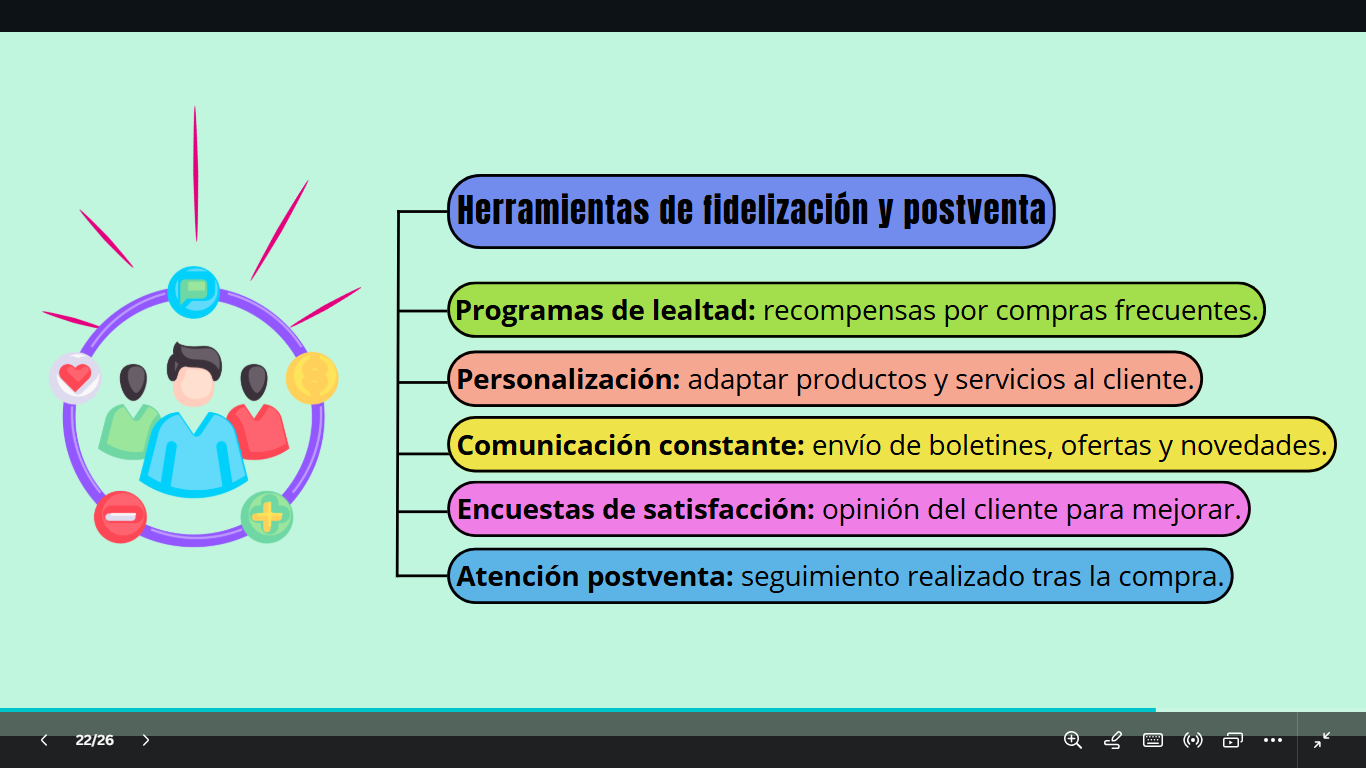 Herramientas de fidelización y postventa
Programas de lealtad: recompensas por compras frecuentes.
Personalización: adaptar productos y servicios al cliente.
Comunicación constante: envío de boletines, ofertas y novedades.
Encuestas de satisfacción: opinión del cliente para mejorar.
Atención postventa: seguimiento realizado tras la compra.
22/26